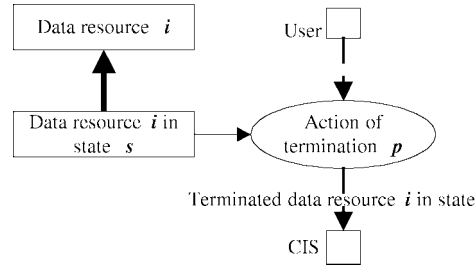 Data resource i
User
Data resource i in
state s
Action of
termination p
Terminated data resource i in state
CIS